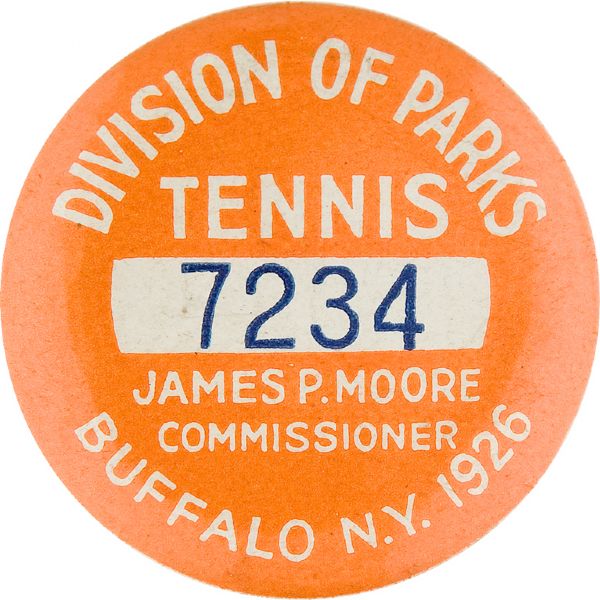 DIVISION OF PARKS
TENNIS
7234
JAMES P. MOORE
COMMISSIONER
BUFFALO N.Y. 1926